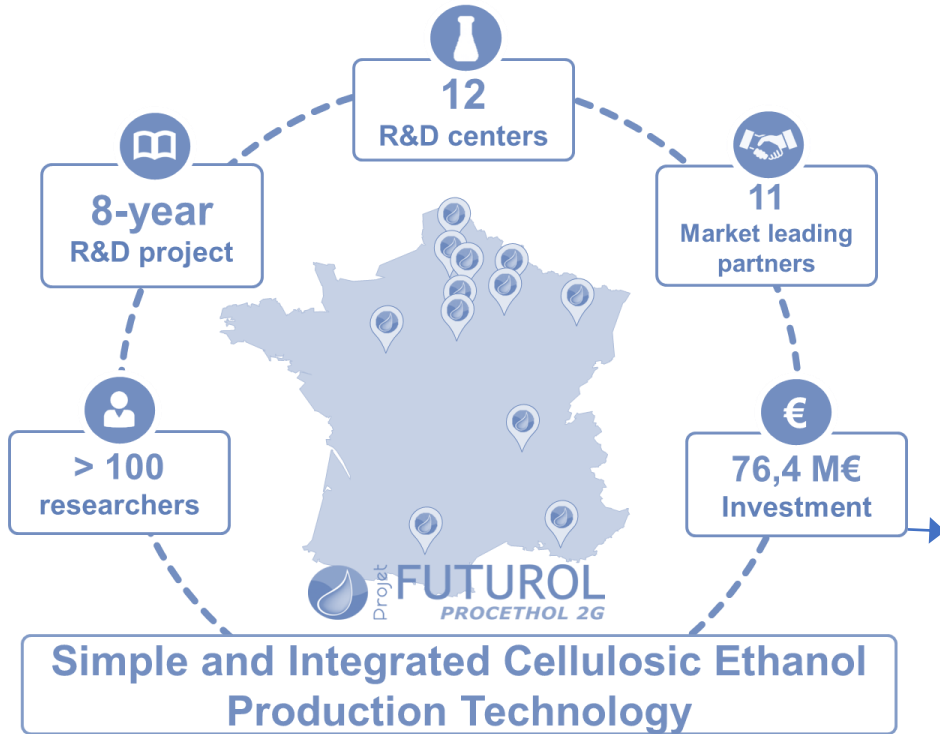 12
R&D centers
8-year
R&D project
11
Market leading
partners
> 100
researchers
€
76,4 M€
Investment
Projet
FUTUROL
PROCETHOL 2G
Simple and Integrated Cellulosic Ethanol
Production Technology